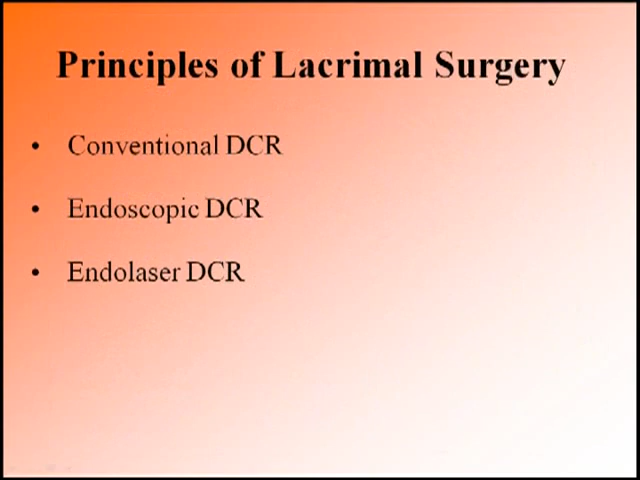 Principles of Lacrimal Surgery
• Conventional DCR
• Endoscopic DCR
• Endolaser DCR